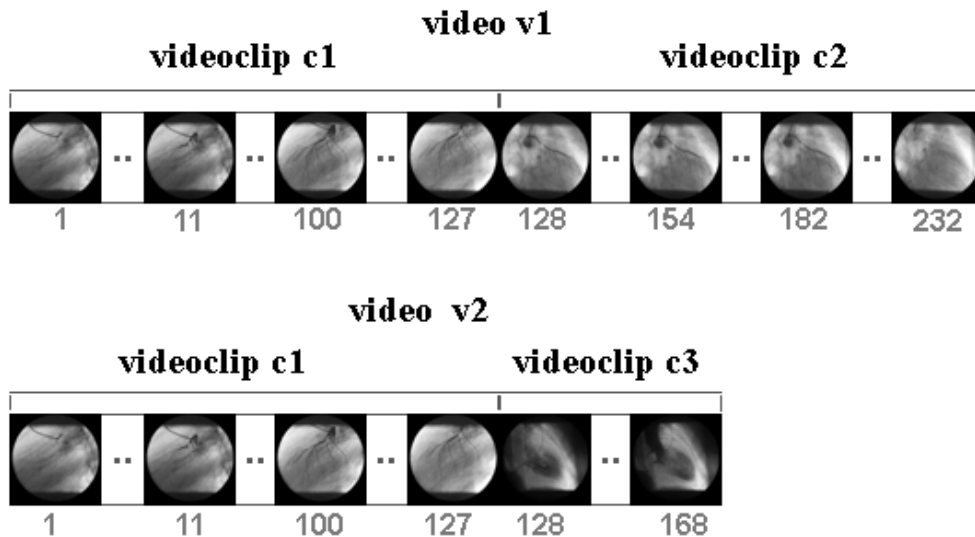 video v1
videoclip c1 videoclip c2
.. .. .. .. .. ..
1 11 100 127 128 154 182 232
video v2
videoclip c1 videoclip c3
.. .. .. ..
1 11 100 127 128 168